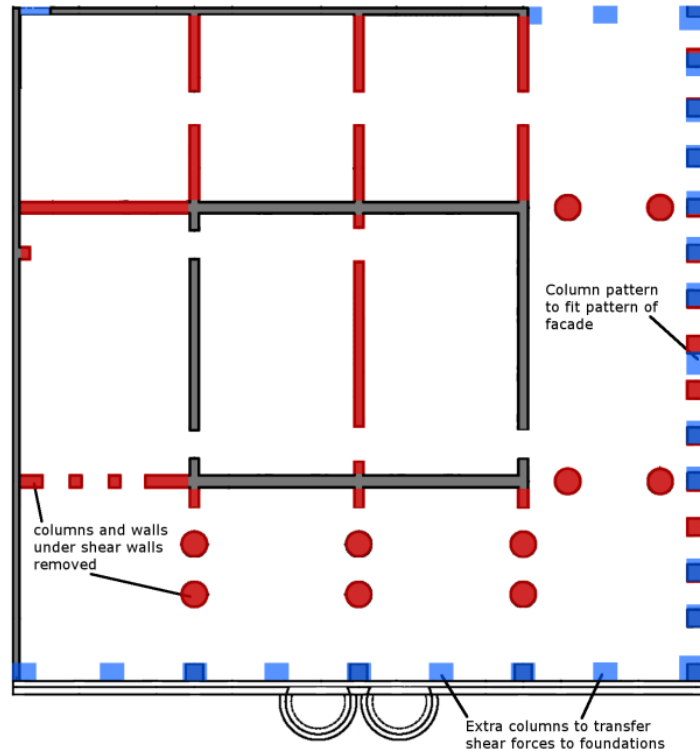 Column pattern
to fit pattern of
facade
columns and walls
under shear walls
removed
Extra columns to transfer
shear forces to foundations